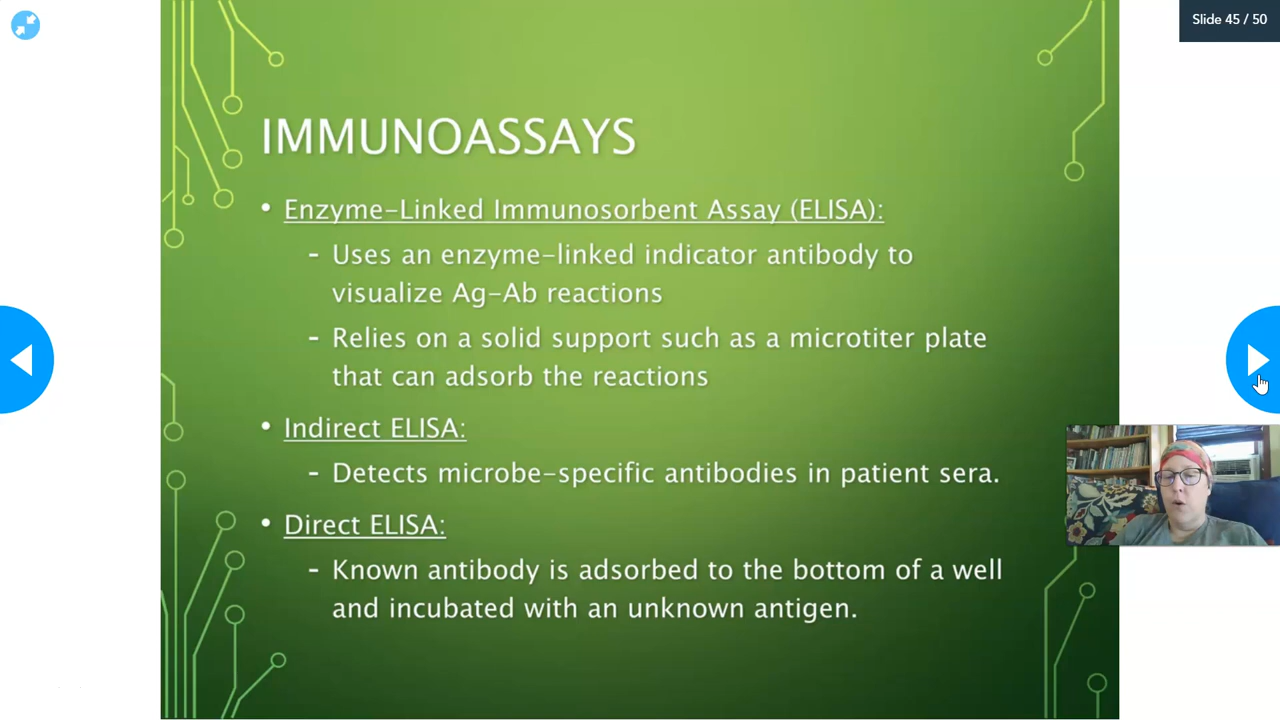 Slide 45 / 50
IMMUNOASSAYS
• Enzyme-Linked Immunosorbent Assay (ELISA):
- Uses an enzyme-linked indicator antibody to
visualize Ag-Ab reactions
- Relies on a solid support such as a microtiter plate
that can adsorb the reactions
• Indirect ELISA:
- Detects microbe-specific antibodies in patient sera.
• Direct ELISA:
- Known antibody is adsorbed to the bottom of a well
and incubated with an unknown antigen.